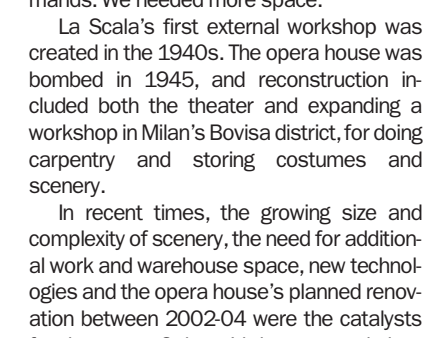 mands. We needed more space.
La Scala's first external workshop was
created in the 1940s. The opera house was
bombed in 1945, and reconstruction in-
cluded both the theater and expanding a
workshop in Milan's Bovisa district, for doing
carpentry and storing costumes and
scenery.
In recent times, the growing size and
complexity of scenery, the need for addition-
al work and warehouse space, new technol-
ogies and the opera house's planned renov-
ation between 2002-04 were the catalysts